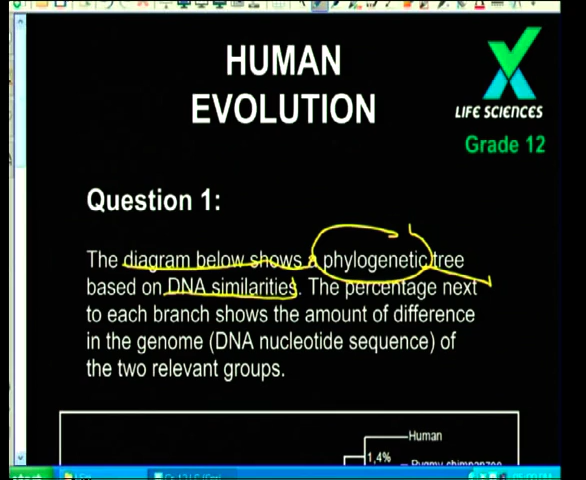 HUMAN
EVOLUTION
LIFE SCIENCES
Grade 12
Question 1:
The diagram below shows a phylogenetic tree
based on DNA similarities. The percentage next
to each branch shows the amount of difference
in the genome (DNA nucleotide sequence) of
the two relevant groups.
Human
1,4%
Pygmy chimpanzee